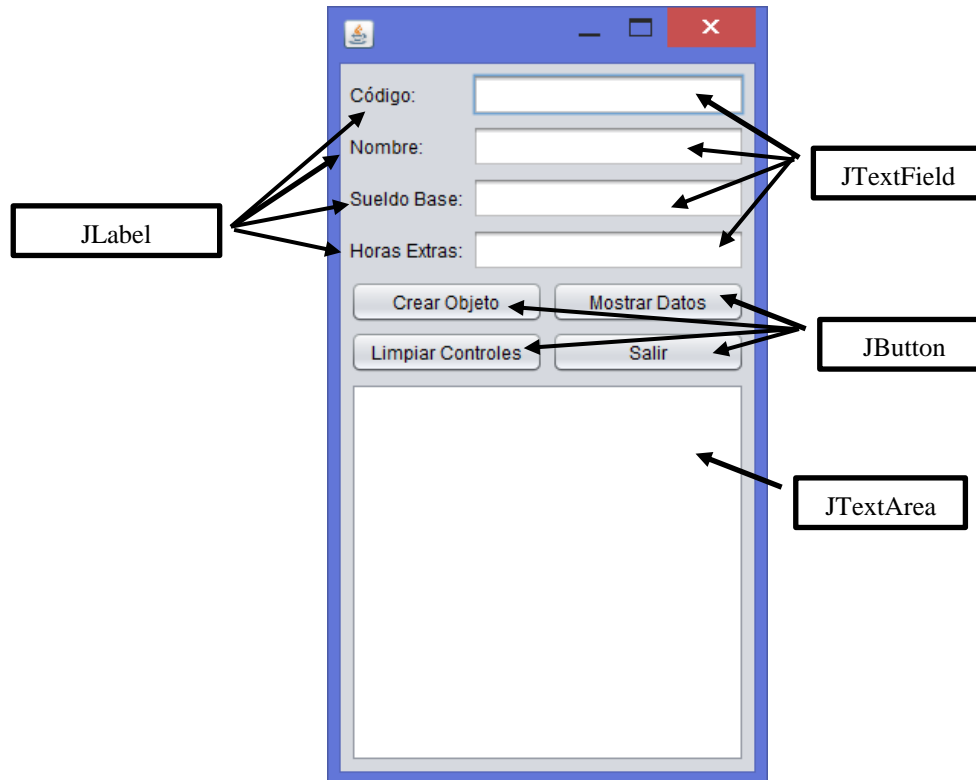 Código:
Nombre:
JTextField
Sueldo Base:
JLabel
Horas Extras:
Crear Objeto
Mostrar Datos
Limpiar Controles
Salir
JButton
JTextArea